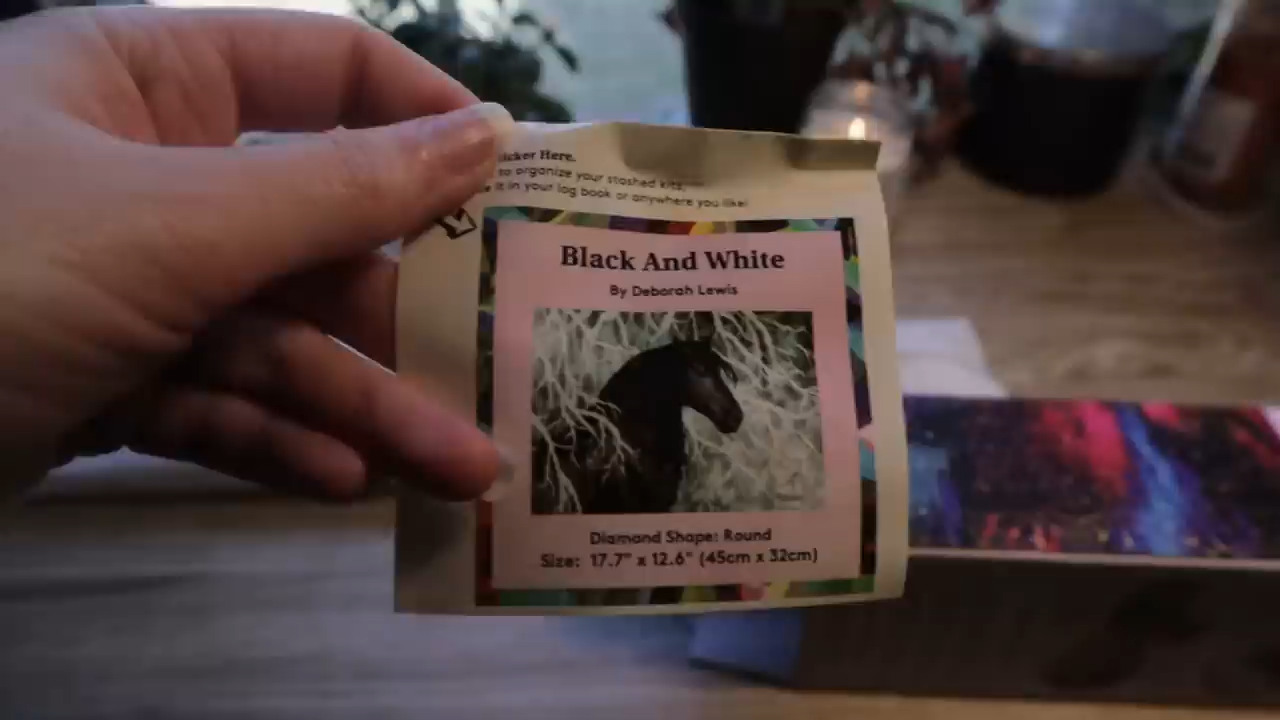 Here.
to organize your stashed kits,
it in your log book or anywhere you like!
Black And White
By Deborah Lewis
Diamond Shape: Round
Size: 17.7" x 12.6" (45cm x 32cm)